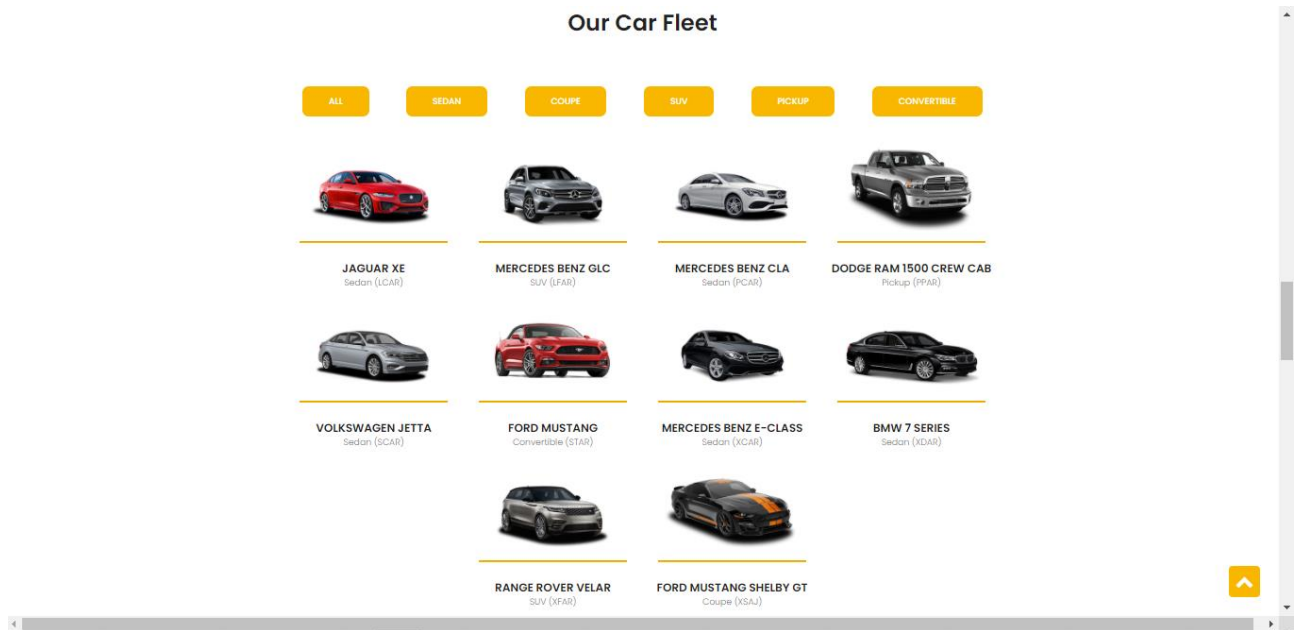 Our Car Fleet
ALL SEDAN COUPE SUV PICKUP CONVERTIBLE
JAGUAR XE MERCEDES BENZ GLC MERCEDES BENZ CLA DODGE RAM 1500 CREW CAB
Sedan (LCAR) SUV (LFAR) Sedan (PCAR) Pickup (PPAR)
VOLKSWAGEN JETTA FORD MUSTANG MERCEDES BENZ E-CLASS BMW 7 SERIES
Sedan (SCAR) Convertible (STAR) Sedan (XCAR) Sedan (XDAR)
RANGE ROVER VELAR FORD MUSTANG SHELBY GT
SUV (XFAR) Coupe (XSAJ)